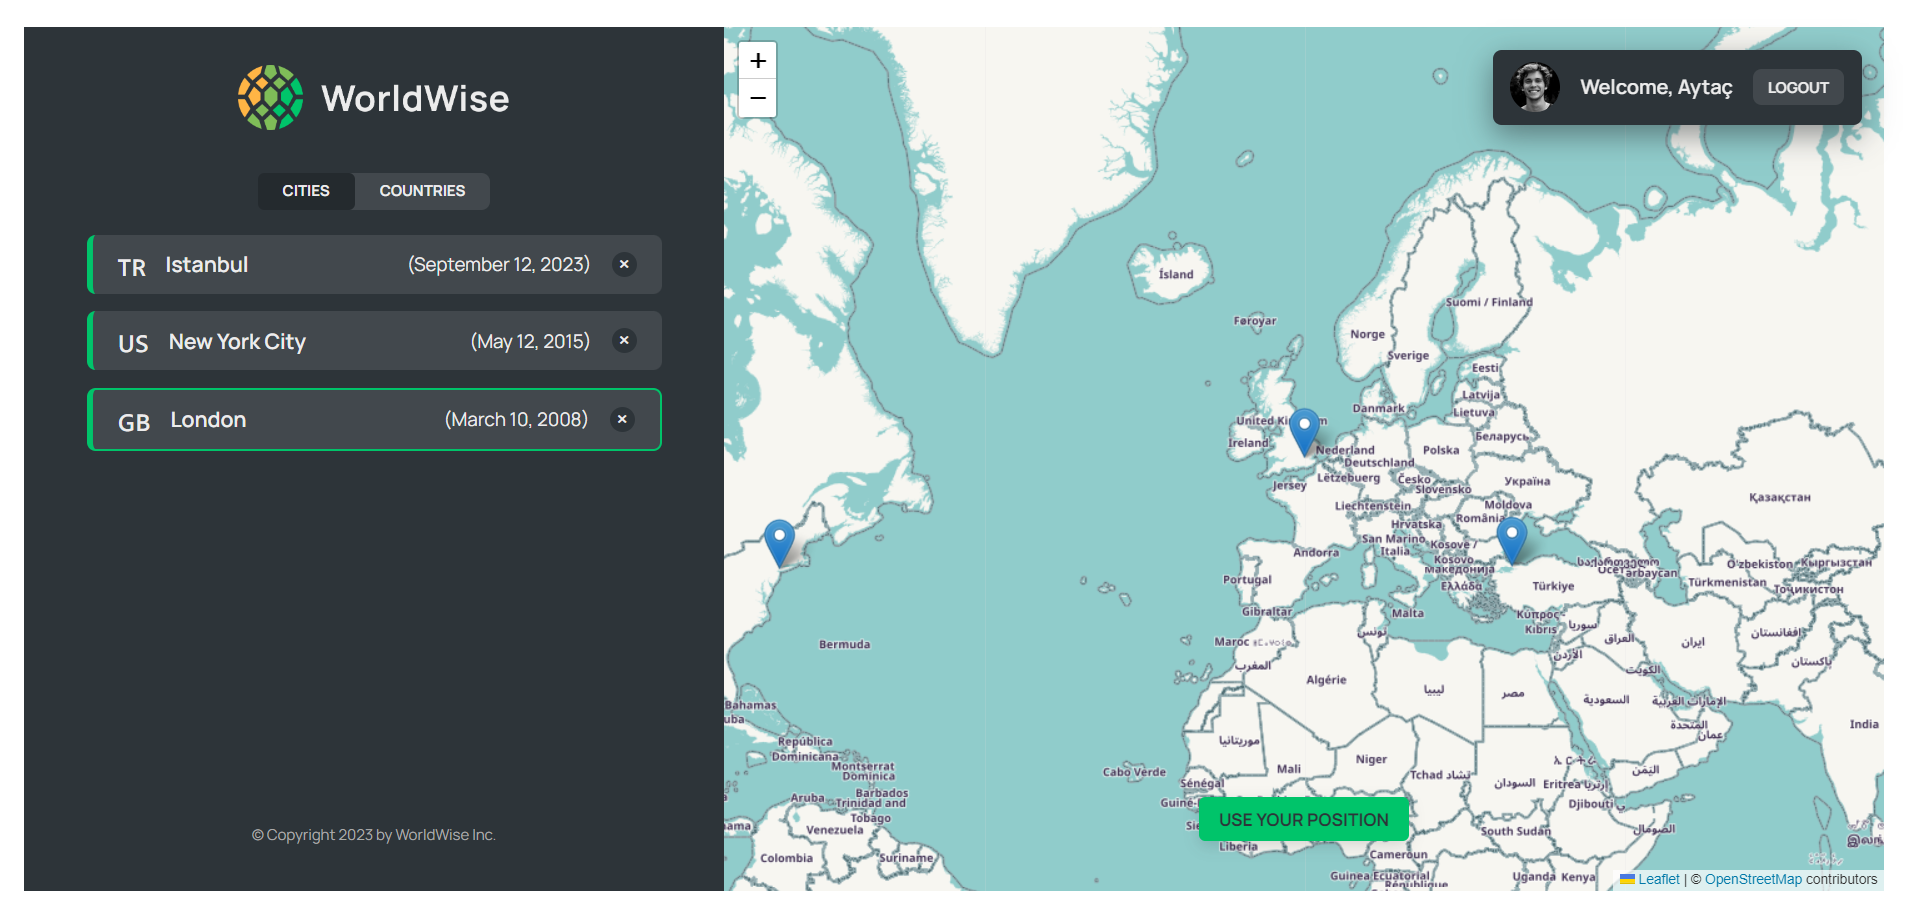 WorldWise
CITIES
COUNTRIES
TR Istanbul (September 12, 2023) ×
US New York City (May 12, 2015) ×
GB London (March 10, 2008) ×
© Copyright 2023 by WorldWise Inc.
+
−
Welcome, Aytaç
LOGOUT
Ísland
Suomi / Finland
Føroyar
Norge
Sverige
Eesti
Latvija
Danmark
Lietuva
Ireland
Беларусь
Nederland
Polska
Deutschland
Lëtzebuerg
Česko
Україна
Jersey
Slovensko
Қазақстан
Liechtenstein
Moldova
România
Hrvatska
San Marino
Italia
Kosovë /
Kosovo
Andorra
Македонија
Portugal
Ελλάδα
Türkiye
O'zbekiston
Кыргызстан
Türkmenistan
Тоҷикистон
Gibraltar
Malta
Κύπρος
Kıbrıs
تونس
سوريا
العراق
ایران
افغانستان
Maroc
المغرب
الأردن
الكويت
پاکستان
Bermuda
Algérie
ليبيا
مصر
السعودية
الإمارات العربية
المتحدة
عمان
India
Bahamas
República
Dominicana
Montserrat
Dominica
موريتانيا
Mali
Niger
Tchad تشاد
السودان
Eritrea إرتريا
اليمن
Cabo Verde
Sénégal
Aruba
Barbados
Trinidad and
Tobago
Djibouti
Venezuela
USE YOUR POSITION
South Sudan
الصومال
Liberia
Colombia
Suriname
Cameroun
Guinea Ecuatorial
Uganda
Kenya
Leaflet | © OpenStreetMap contributors